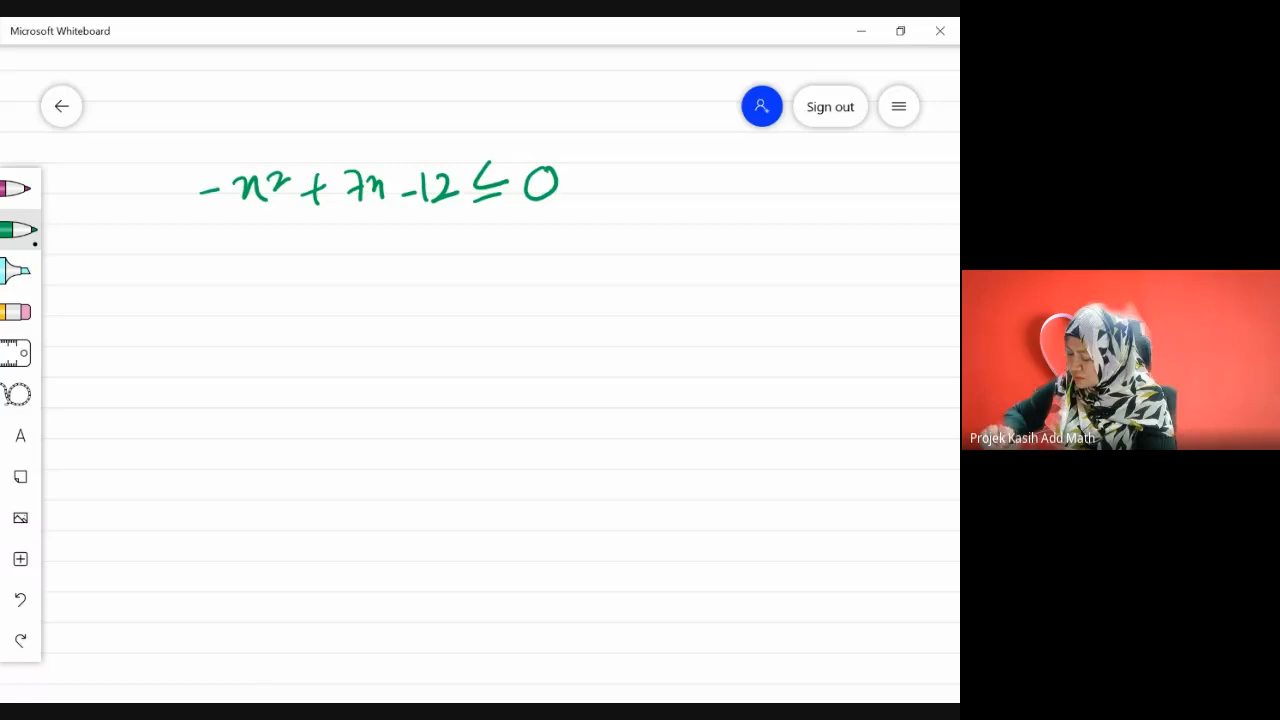 Microsoft Whiteboard
Sign out
-x² + 7x -12 ≤ 0
A
Projek Kasih Add Math